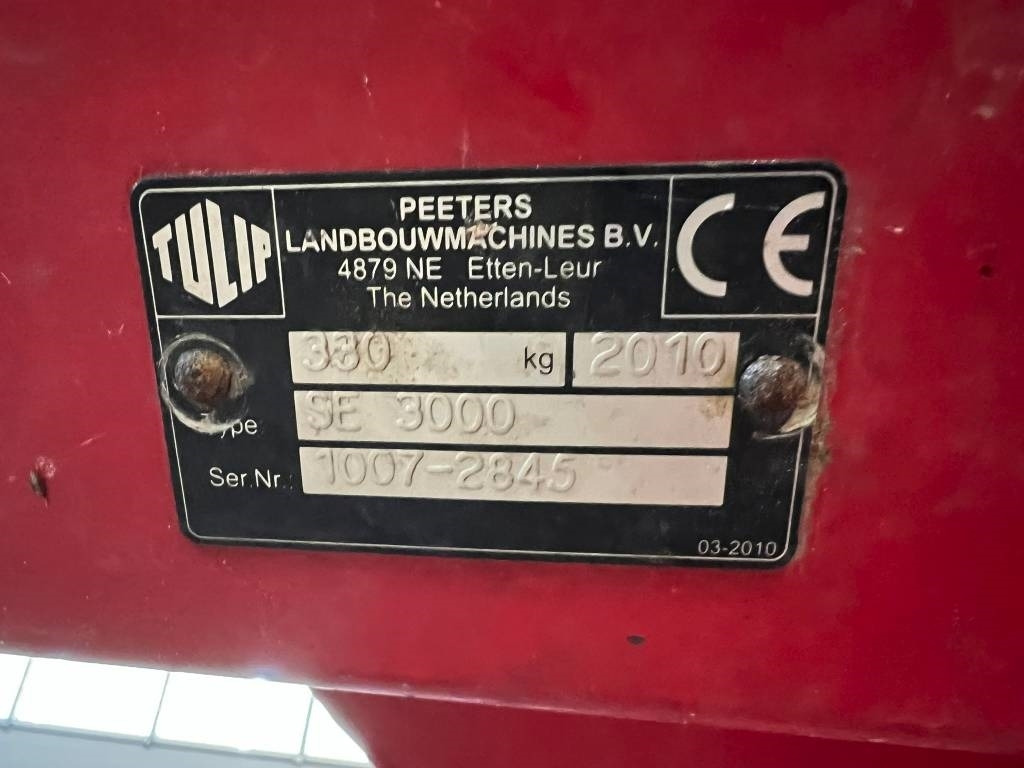 TULIP
PEETERS
LANDBOUWMACHINES B.V.
4879 NE Etten-Leur
The Netherlands
CE
330 kg 2010
Type SE 3000
Ser.Nr.: 1007-2845
03-2010